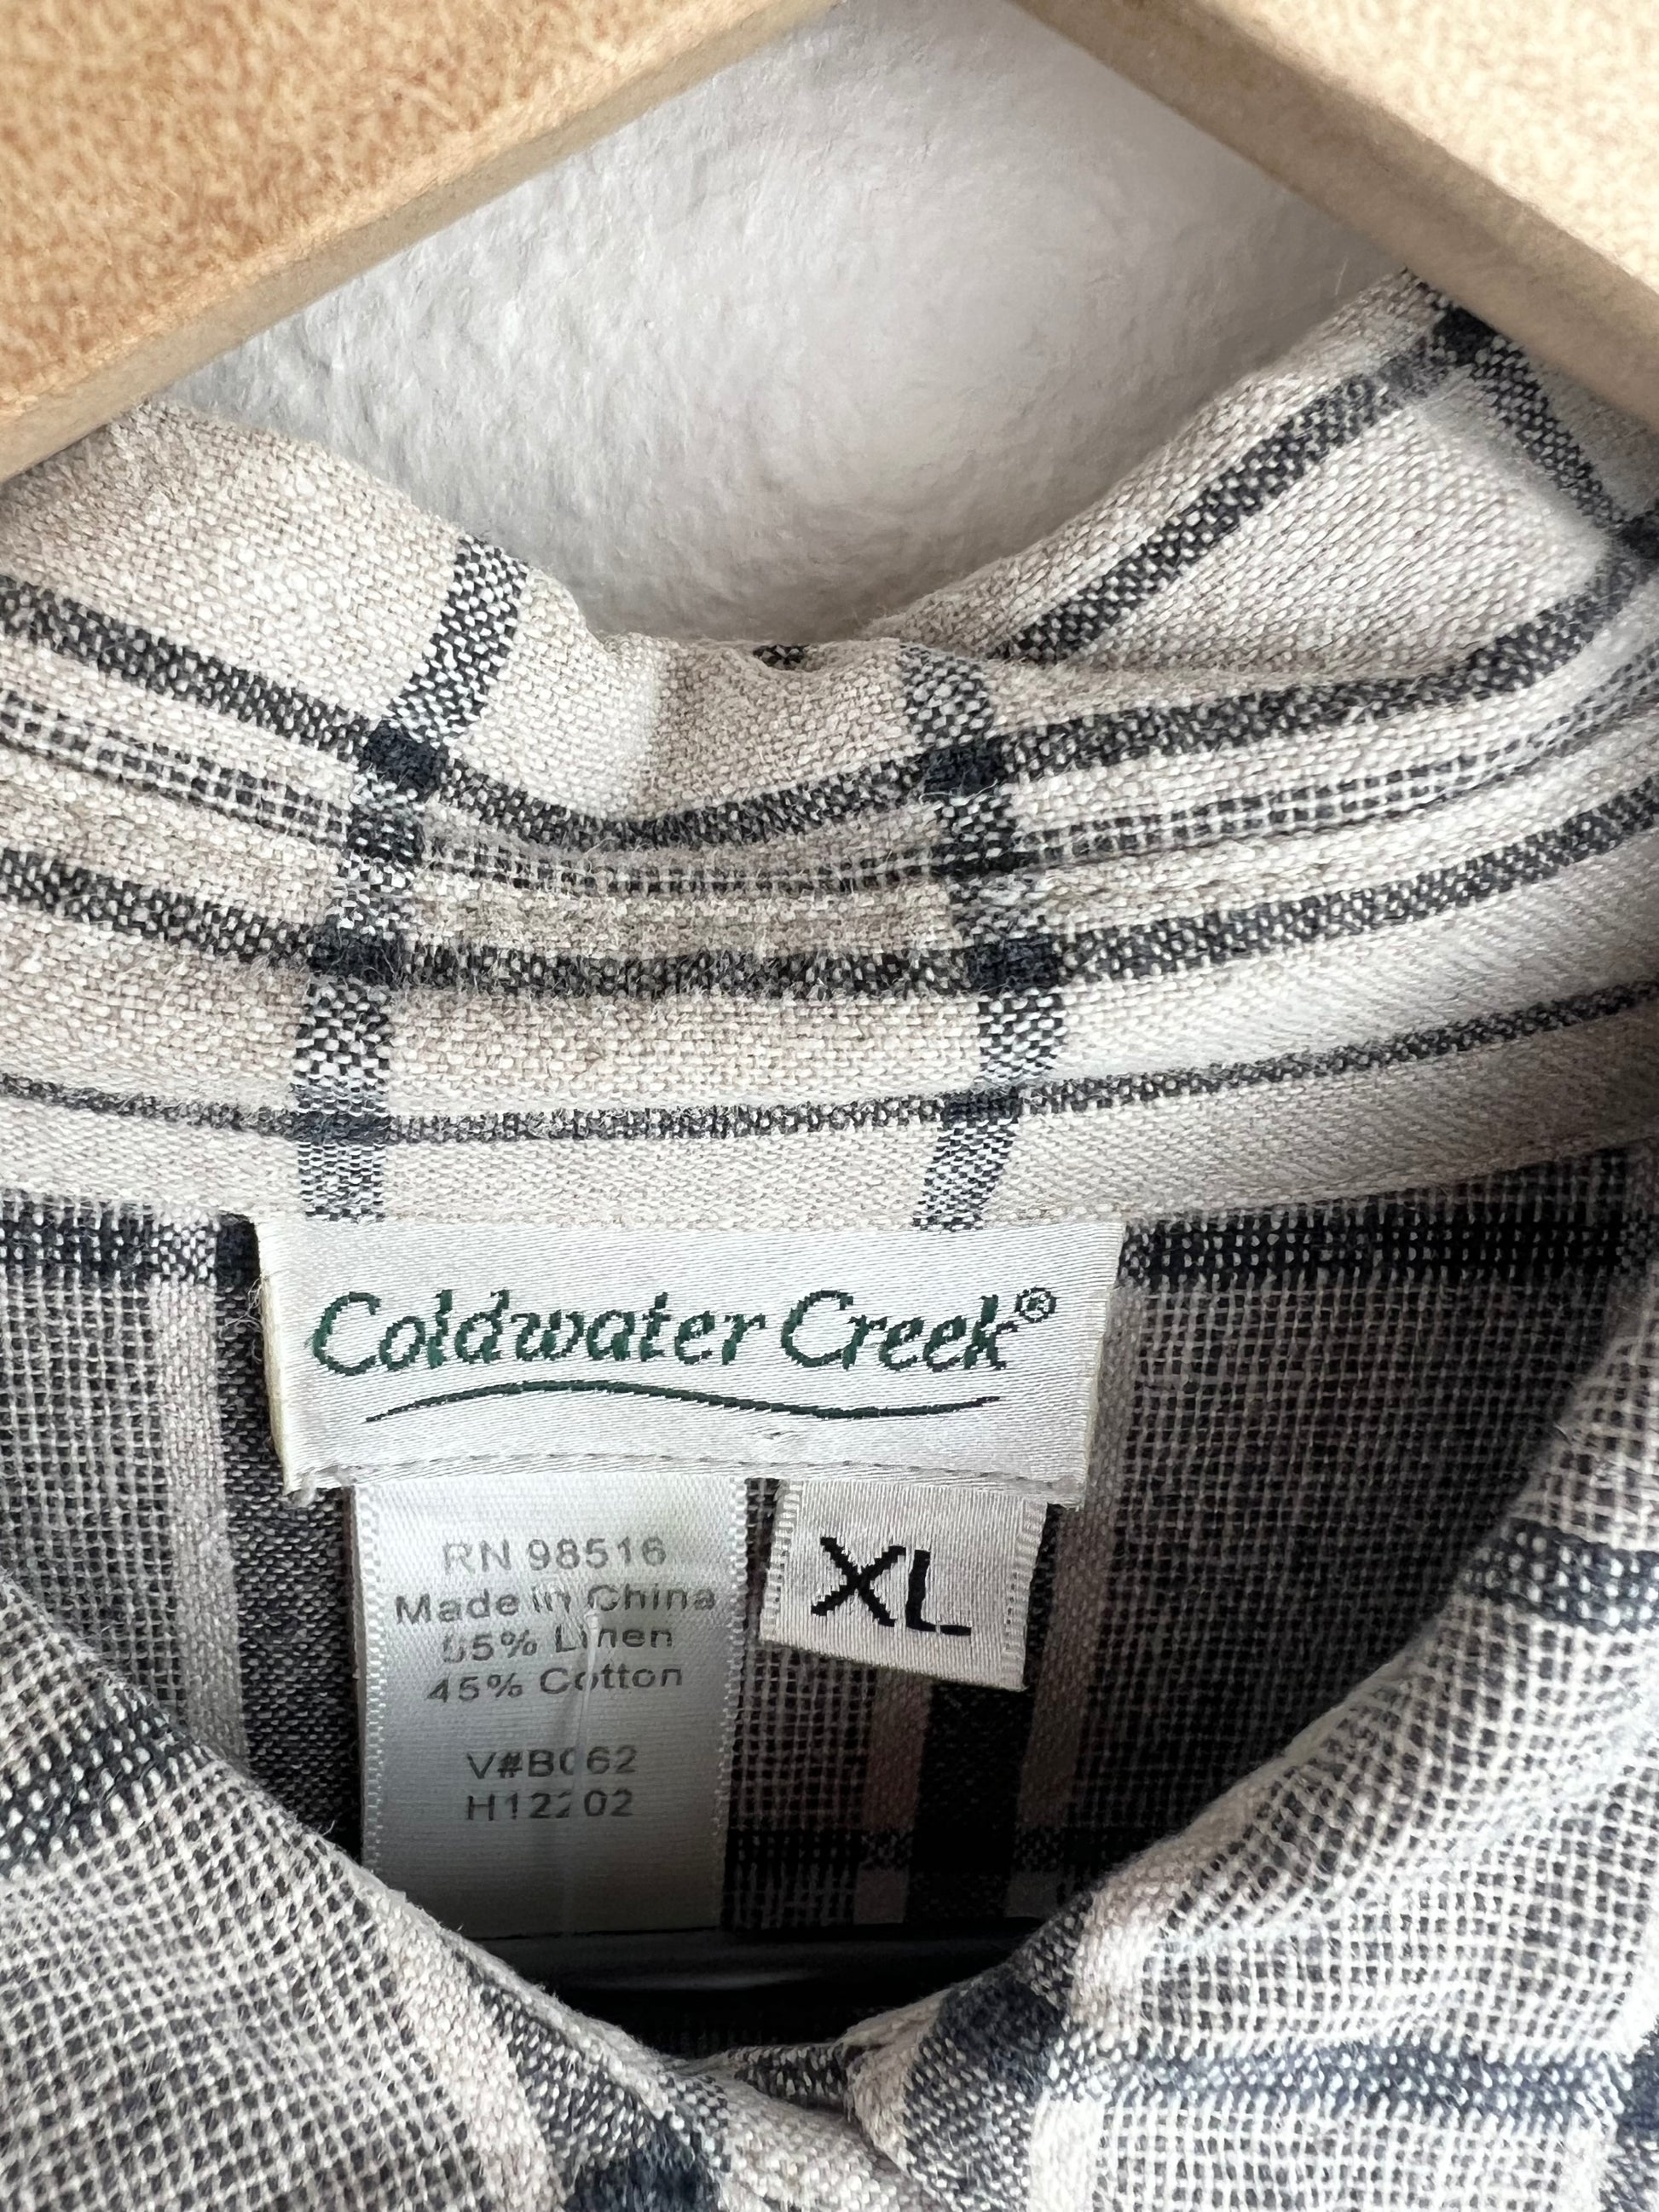 Coldwater Creek®
RN 98516
Made in China
55% Linen
45% Cotton
V#B062
H12202
XL